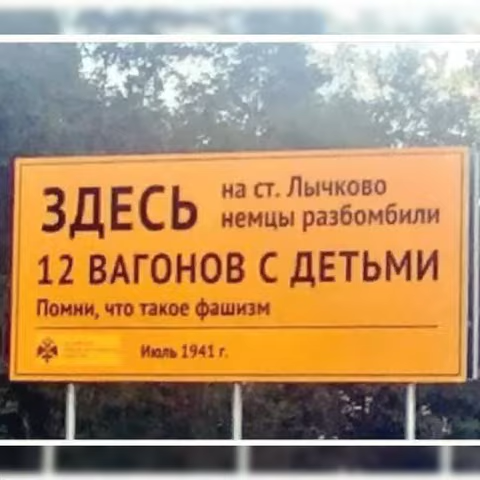 ЗДЕСЬ на ст. Лычково
немцы разбомбили
12 ВАГОНОВ С ДЕТЬМИ
Помни, что такое фашизм
Июль 1941 г.